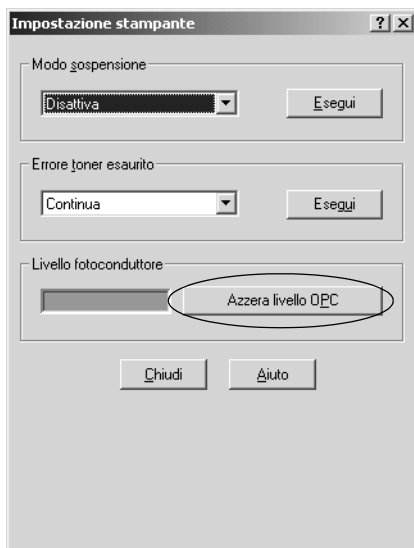 Impostazione stampante
Modo sospensione
Disattiva Esegui
Errore toner esaurito
Continua Esegui
Livello fotoconduttore
Azzera livello OPC
Chiudi Aiuto